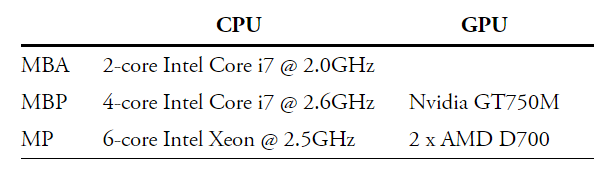 CPU GPU
MBA 2-core Intel Core i7 @ 2.0GHz
MBP 4-core Intel Core i7 @ 2.6GHz Nvidia GT750M
MP 6-core Intel Xeon @ 2.5GHz 2 x AMD D700